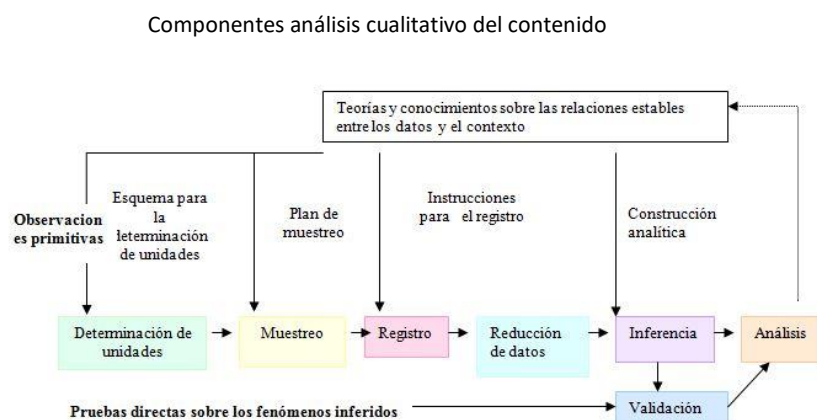 Componentes análisis cualitativo del contenido
Teorías y conocimientos sobre las relaciones estables
entre los datos y el contexto
Observacion
es primitivas
Esquema para
la
determinación
de unidades
Plan de
muestreo
Instrucciones
para el registro
Construcción
analítica
Determinación de
unidades
Muestreo
Registro
Reducción
de datos
Inferencia
Análisis
Pruebas directas sobre los fenómenos inferidos
Validación